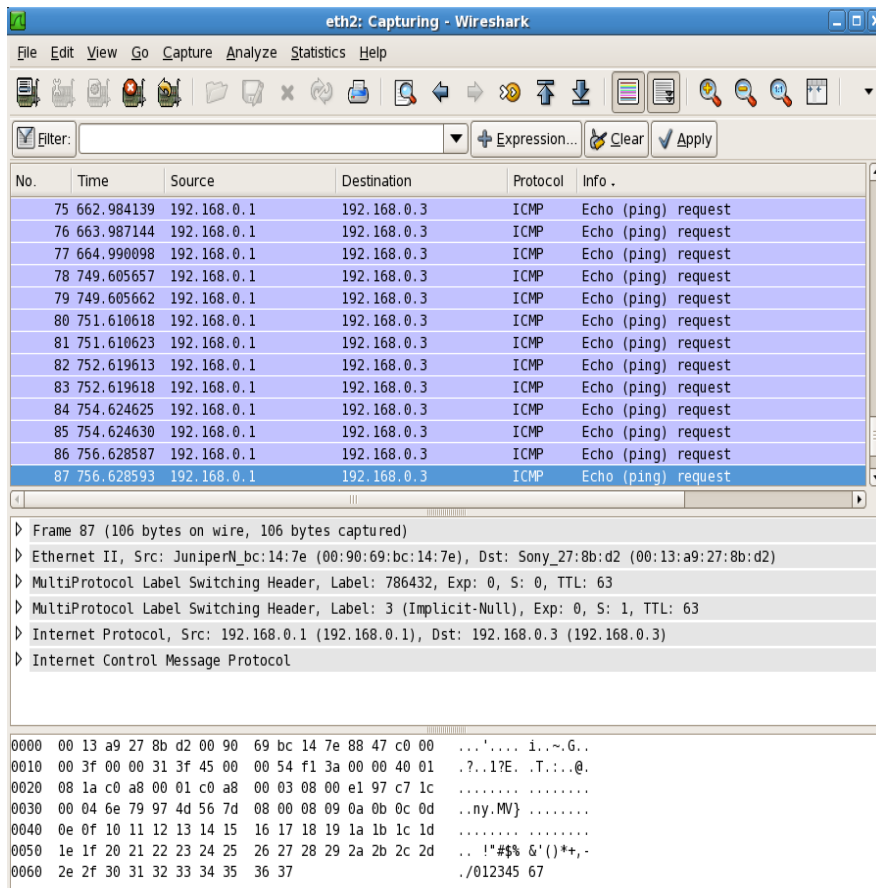 eth2: Capturing - Wireshark
File Edit View Go Capture Analyze Statistics Help
Filter: Expression... Clear Apply
No. Time Source Destination Protocol Info .
75 662.984139 192.168.0.1 192.168.0.3 ICMP Echo (ping) request
76 663.987144 192.168.0.1 192.168.0.3 ICMP Echo (ping) request
77 664.990098 192.168.0.1 192.168.0.3 ICMP Echo (ping) request
78 749.605657 192.168.0.1 192.168.0.3 ICMP Echo (ping) request
79 749.605662 192.168.0.1 192.168.0.3 ICMP Echo (ping) request
80 751.610618 192.168.0.1 192.168.0.3 ICMP Echo (ping) request
81 751.610623 192.168.0.1 192.168.0.3 ICMP Echo (ping) request
82 752.619613 192.168.0.1 192.168.0.3 ICMP Echo (ping) request
83 752.619618 192.168.0.1 192.168.0.3 ICMP Echo (ping) request
84 754.624625 192.168.0.1 192.168.0.3 ICMP Echo (ping) request
85 754.624630 192.168.0.1 192.168.0.3 ICMP Echo (ping) request
86 756.628587 192.168.0.1 192.168.0.3 ICMP Echo (ping) request
87 756.628593 192.168.0.1 192.168.0.3 ICMP Echo (ping) request
Frame 87 (106 bytes on wire, 106 bytes captured)
Ethernet II, Src: JuniperN_bc:14:7e (00:90:69:bc:14:7e), Dst: Sony_27:8b:d2 (00:13:a9:27:8b:d2)
MultiProtocol Label Switching Header, Label: 786432, Exp: 0, S: 0, TTL: 63
MultiProtocol Label Switching Header, Label: 3 (Implicit-Null), Exp: 0, S: 1, TTL: 63
Internet Protocol, Src: 192.168.0.1 (192.168.0.1), Dst: 192.168.0.3 (192.168.0.3)
Internet Control Message Protocol
0000 00 13 a9 27 8b d2 00 90 69 bc 14 7e 88 47 c0 00 ...'.... i..~.G..
0010 00 3f 00 00 31 3f 45 00 00 54 f1 3a 00 00 40 01 .?..1?E. .T.:..@.
0020 08 1a c0 a8 00 01 c0 a8 00 03 08 00 e1 97 c7 1c ........ ........
0030 00 04 6e 79 97 4d 56 7d 08 00 08 09 0a 0b 0c 0d ..ny.MV} ........
0040 0e 0f 10 11 12 13 14 15 16 17 18 19 1a 1b 1c 1d ........ ........
0050 1e 1f 20 21 22 23 24 25 26 27 28 29 2a 2b 2c 2d .. !"#$% &'()*+,-
0060 2e 2f 30 31 32 33 34 35 36 37 ./012345 67